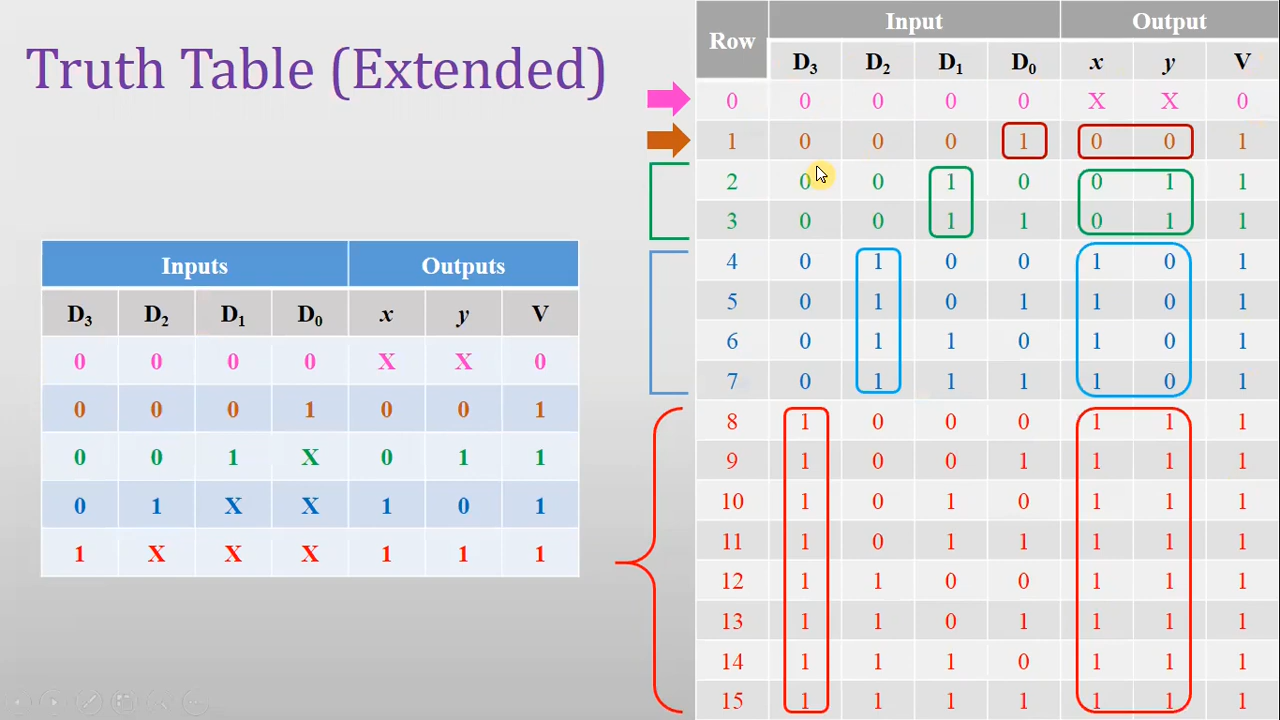 Truth Table (Extended)
Inputs Outputs
D₃ D₂ D₁ D₀ x y V
0 0 0 0 X X 0
0 0 0 1 0 0 1
0 0 1 X 0 1 1
0 1 X X 1 0 1
1 X X X 1 1 1
Row Input Output
D₃ D₂ D₁ D₀ x y V
0 0 0 0 0 X X 0
1 0 0 0 1 0 0 1
2 0 0 1 0 0 1 1
3 0 0 1 1 0 1 1
4 0 1 0 0 1 0 1
5 0 1 0 1 1 0 1
6 0 1 1 0 1 0 1
7 0 1 1 1 1 0 1
8 1 0 0 0 1 1 1
9 1 0 0 1 1 1 1
10 1 0 1 0 1 1 1
11 1 0 1 1 1 1 1
12 1 1 0 0 1 1 1
13 1 1 0 1 1 1 1
14 1 1 1 0 1 1 1
15 1 1 1 1 1 1 1